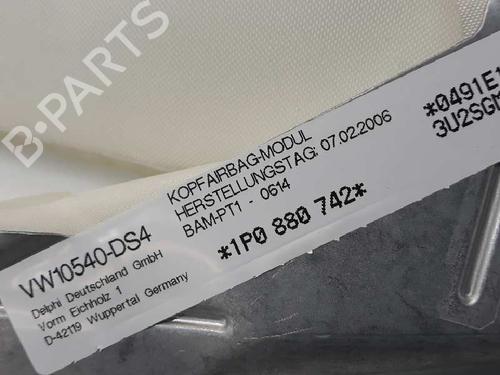 VW10540-DS4
Delphi Deutschland GmbH
Vorm Eichholz 1
D-42119 Wuppertal Germany
KOPFAIRBAG-MODUL
HERSTELLUNGSTAG: 07.02.2006
BAM-PT1 - 0614
*1P0 880 742*
*0491E1
3U2SGM
B-PARTS